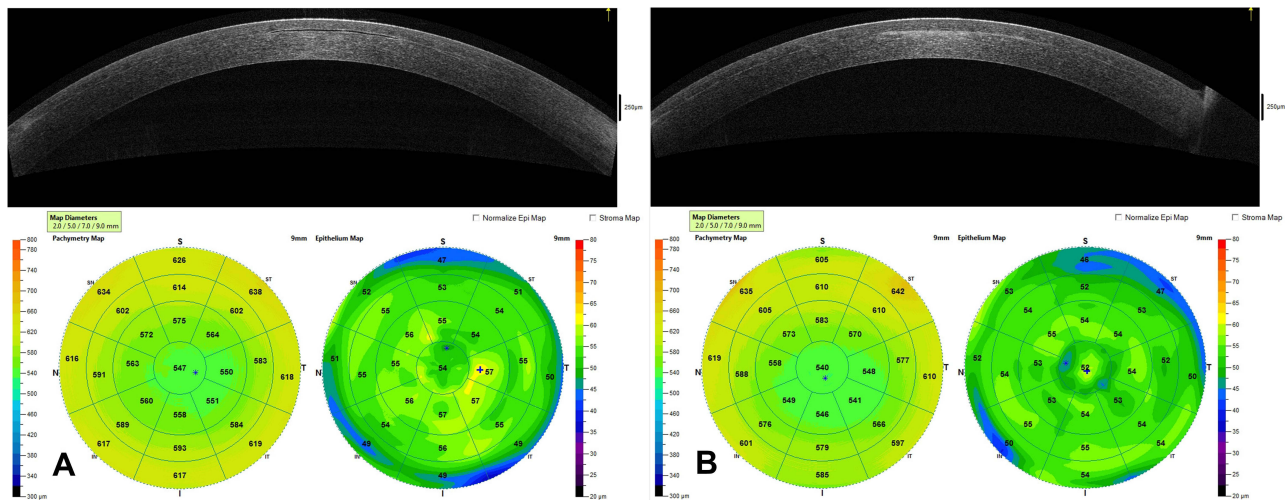 250µm
Map Diameters
2.0 / 5.0 / 7.0 / 9.0 mm
Normalize Epi Map
Stroma Map
Pachymetry Map
9mm
Epithelium Map
9mm
800
780
740
700
660
620
580
540
500
460
420
380
340
300 µm
S
SN
ST
N
IN
IT
I
626
634
638
614
602
602
575
572
564
616
591
563
547
550
583
618
560
551
558
589
584
593
617
619
617
S
SN
ST
T
IN
IT
I
47
52
51
53
55
55
55
56
54
51
55
55
54
57
55
50
56
57
57
56
55
56
49
49
49
80
75
70
65
60
55
50
45
40
35
30
25
20 µm
A
250µm
Map Diameters
2.0 / 5.0 / 7.0 / 9.0 mm
Normalize Epi Map
Stroma Map
Pachymetry Map
9mm
Epithelium Map
9mm
800
780
740
700
660
620
580
540
500
460
420
380
340
300 µm
S
SN
ST
N
IN
IT
I
605
635
642
610
605
610
583
573
570
619
588
558
540
548
577
610
549
541
546
576
566
579
601
597
585
S
SN
ST
T
IN
IT
I
46
53
47
52
54
54
54
55
54
52
54
53
52
53
52
50
53
53
55
54
54
55
50
54
54
80
75
70
65
60
55
50
45
40
35
30
25
20 µm
B